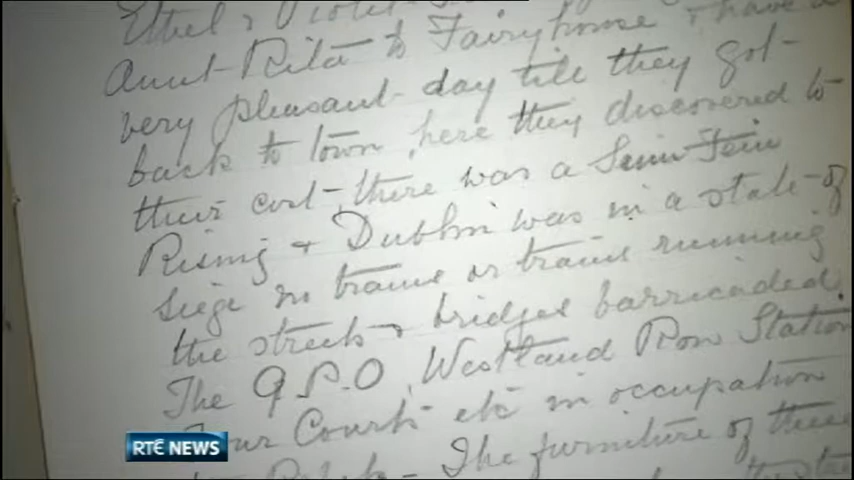 Ethel & Violet
Aunt Rita to Fairyhouse & have a
very pleasant day till they got
back to town, here they discovered to
their cost, there was a Sinn Fein
Rising & Dublin was in a state of
siege no trams or trains running
the streets & bridges barricaded.
The G.P.O, Westland Row Station
Four Courts etc in occupation
The furniture of these
RTÉ NEWS